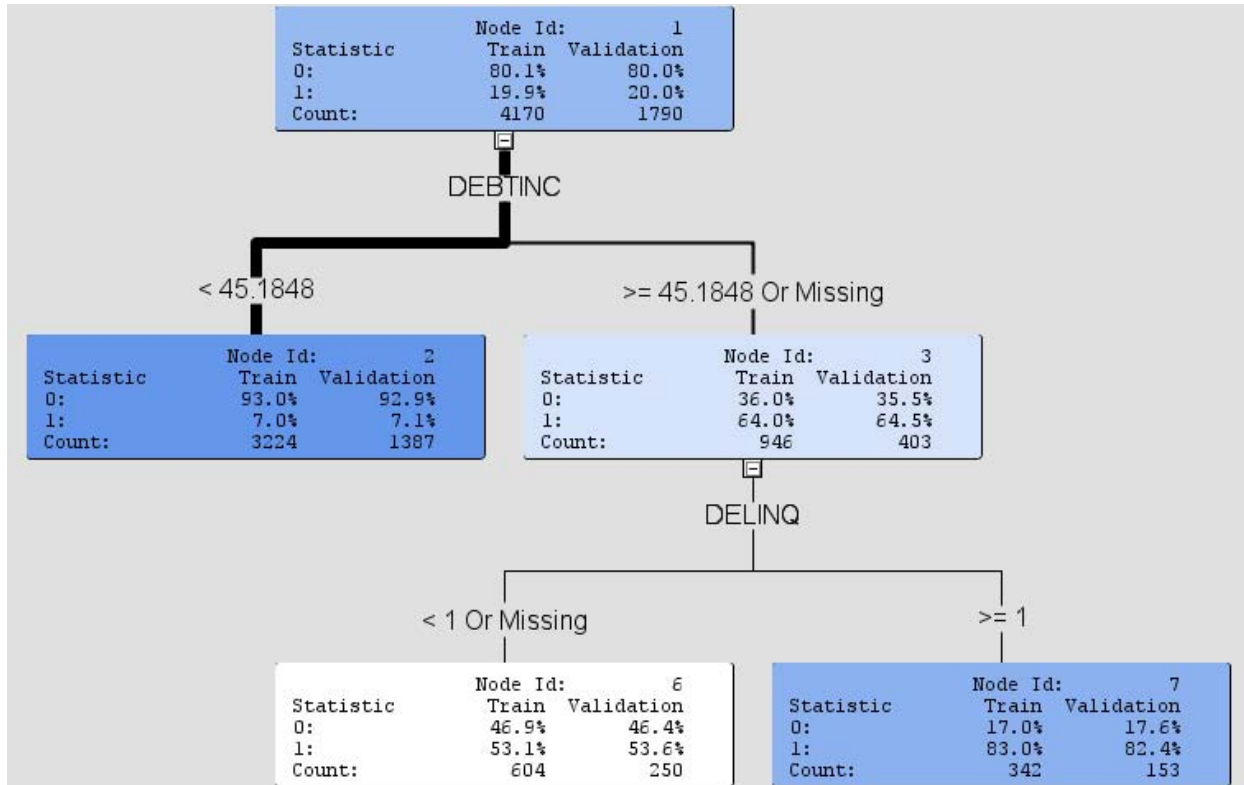 Node Id: 1
Statistic Train Validation
0: 80.1% 80.0%
1: 19.9% 20.0%
Count: 4170 1790
DEBTINC
< 45.1848 >= 45.1848 Or Missing
Node Id: 2
Statistic Train Validation
0: 93.0% 92.9%
1: 7.0% 7.1%
Count: 3224 1387
Node Id: 3
Statistic Train Validation
0: 36.0% 35.5%
1: 64.0% 64.5%
Count: 946 403
DELINQ
< 1 Or Missing >= 1
Node Id: 6
Statistic Train Validation
0: 46.9% 46.4%
1: 53.1% 53.6%
Count: 604 250
Node Id: 7
Statistic Train Validation
0: 17.0% 17.6%
1: 83.0% 82.4%
Count: 342 153